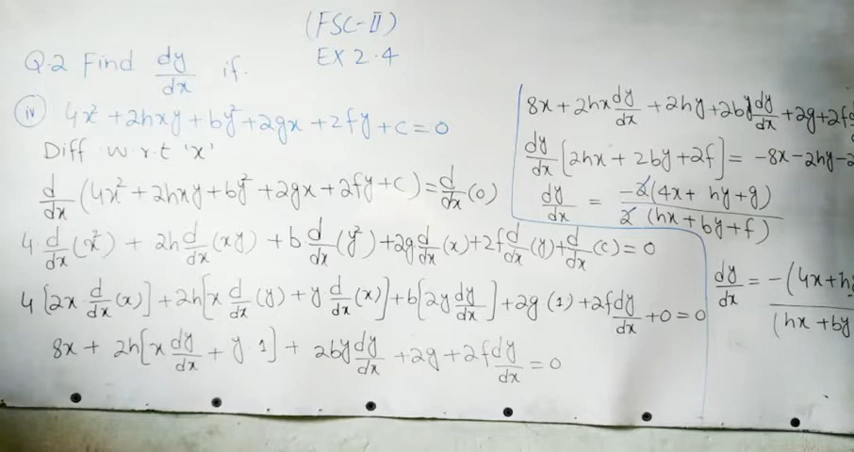 (FSC-II)
EX 2.4
Q.2 Find dy/dx if.
(iv) 4x² + 2hxy + by² + 2gx + 2fy + c = 0
Diff w.r.t 'x'
d/dx (4x² + 2hxy + by² + 2gx + 2fy + c) = d/dx (0)
4 d/dx (x²) + 2h d/dx (xy) + b d/dx (y²) + 2g d/dx (x) + 2f d/dx (y) + d/dx (c) = 0
4 [2x d/dx (x)] + 2h [x d/dx (y) + y d/dx (x)] + b [2y dy/dx] + 2g (1) + 2f dy/dx + 0 = 0
8x + 2h [x dy/dx + y 1] + 2by dy/dx + 2g + 2f dy/dx = 0
8x + 2hx dy/dx + 2hy + 2by dy/dx + 2g + 2f
dy/dx [2hx + 2by + 2f] = -8x - 2hy - 2
dy/dx = -2(4x + hy + g) / 2(hx + by + f)
dy/dx = -(4x + h / (hx + by